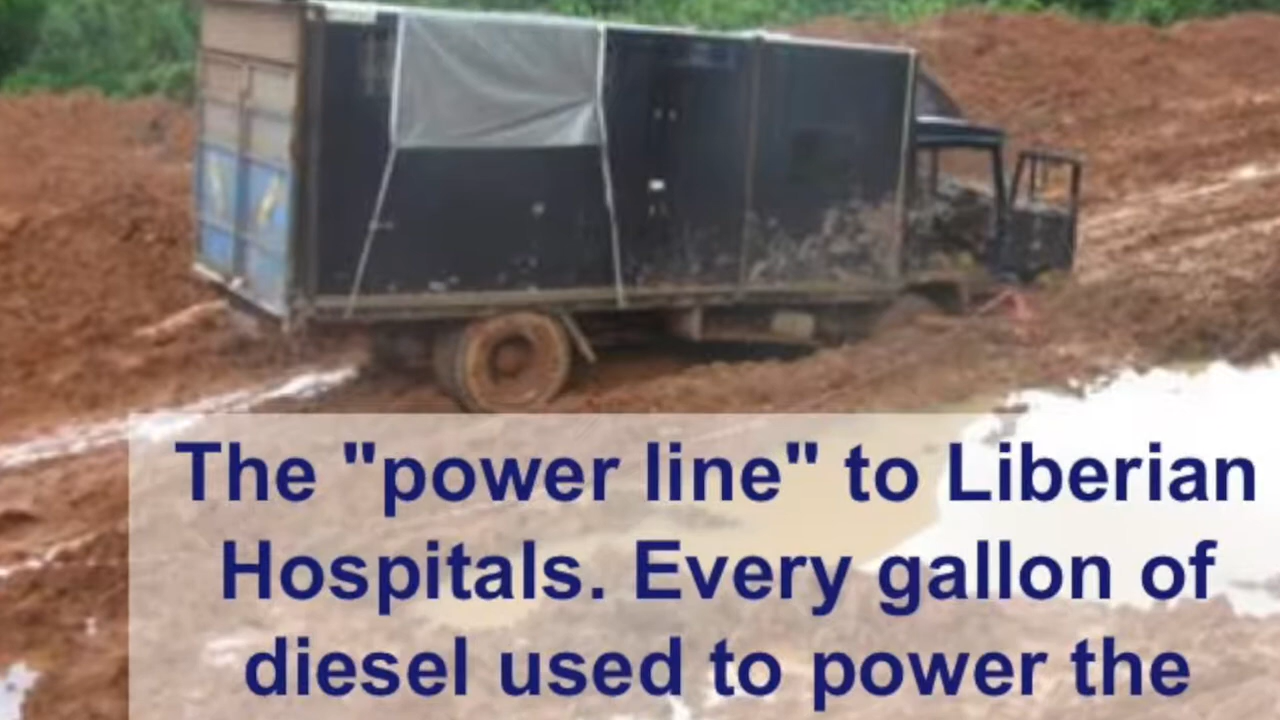 The "power line" to Liberian
Hospitals. Every gallon of
diesel used to power the